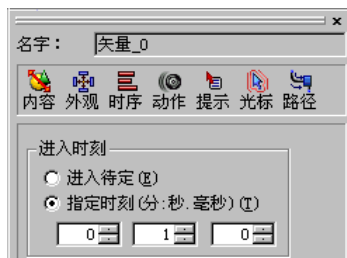 名字： 矢量_0
内容 外观 时序 动作 提示 光标 路径
进入时刻
进入待定(E)
指定时刻(分:秒.毫秒)(T)
0 1 0